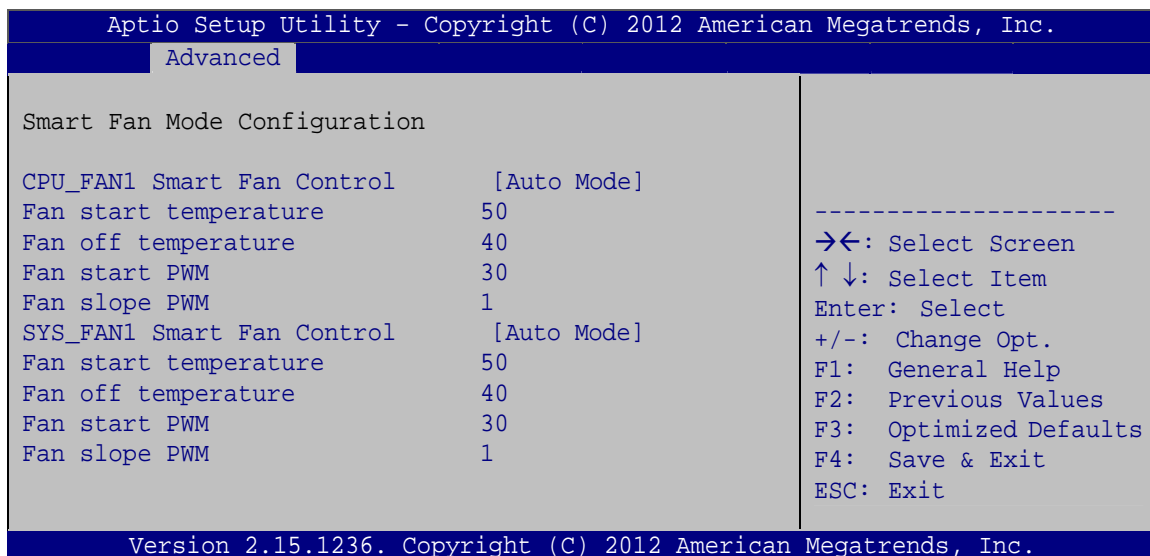 Aptio Setup Utility – Copyright (C) 2012 American Megatrends, Inc.
Advanced
Smart Fan Mode Configuration
CPU_FAN1 Smart Fan Control [Auto Mode]
Fan start temperature 50
Fan off temperature 40
Fan start PWM 30
Fan slope PWM 1
SYS_FAN1 Smart Fan Control [Auto Mode]
Fan start temperature 50
Fan off temperature 40
Fan start PWM 30
Fan slope PWM 1
---------------------
→←: Select Screen
↑ ↓: Select Item
Enter: Select
+/-: Change Opt.
F1: General Help
F2: Previous Values
F3: Optimized Defaults
F4: Save & Exit
ESC: Exit
Version 2.15.1236. Copyright (C) 2012 American Megatrends, Inc.